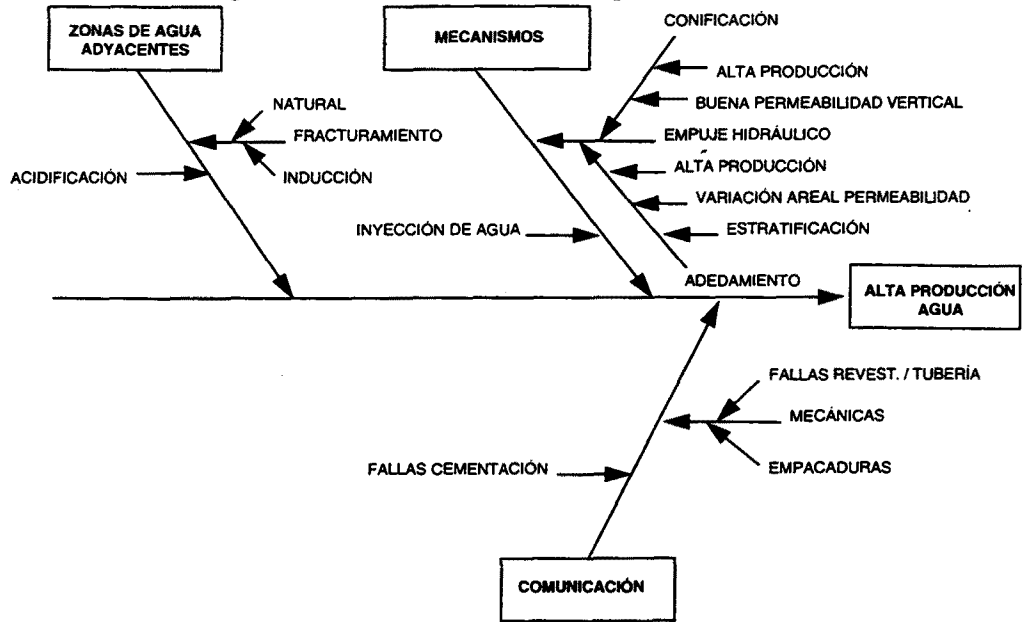 ZONAS DE AGUA
ADYACENTES
MECANISMOS
CONIFICACIÓN
ALTA PRODUCCIÓN
BUENA PERMEABILIDAD VERTICAL
NATURAL
FRACTURAMIENTO
EMPUJE HIDRÁULICO
ALTA PRODUCCIÓN
ACIDIFICACIÓN
INDUCCIÓN
VARIACIÓN AREAL PERMEABILIDAD
INYECCIÓN DE AGUA
ESTRATIFICACIÓN
ADEDAMIENTO
ALTA PRODUCCIÓN
AGUA
FALLAS REVEST. / TUBERÍA
MECÁNICAS
FALLAS CEMENTACIÓN
EMPACADURAS
COMUNICACIÓN